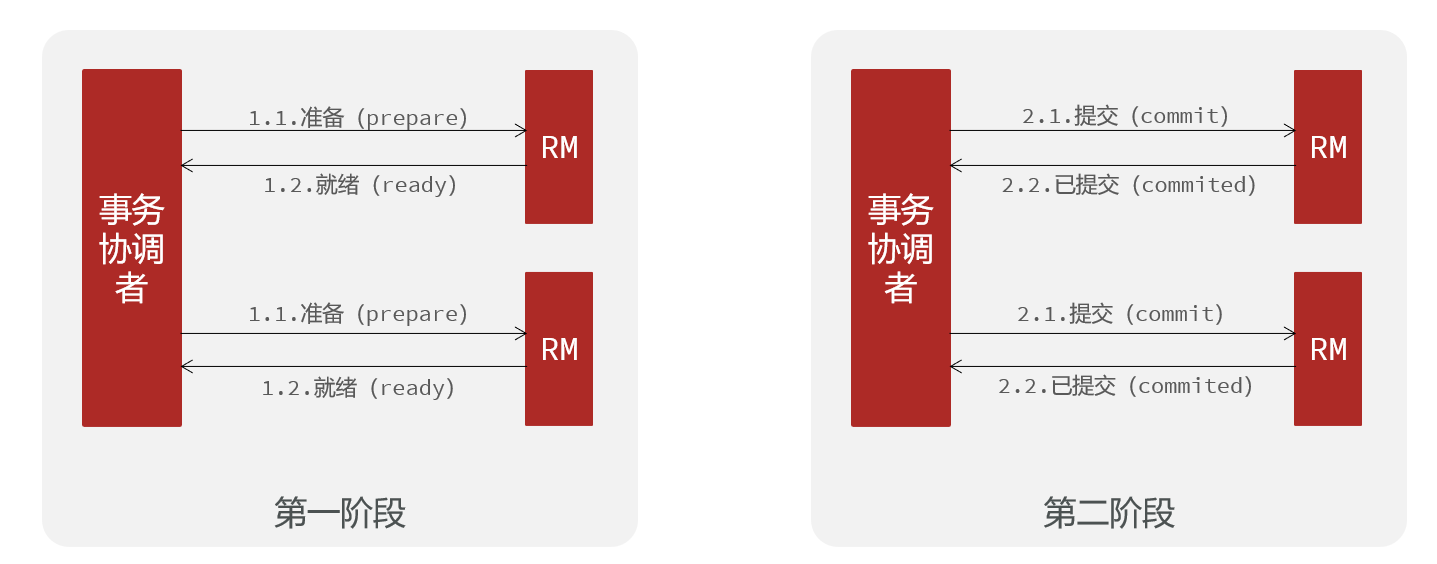 1.1.准备（prepare）
RM
1.2.就绪（ready）
事务
协调
者
1.1.准备（prepare）
RM
1.2.就绪（ready）
第一阶段
2.1.提交（commit）
RM
2.2.已提交（commited）
事务
协调
者
2.1.提交（commit）
RM
2.2.已提交（commited）
第二阶段